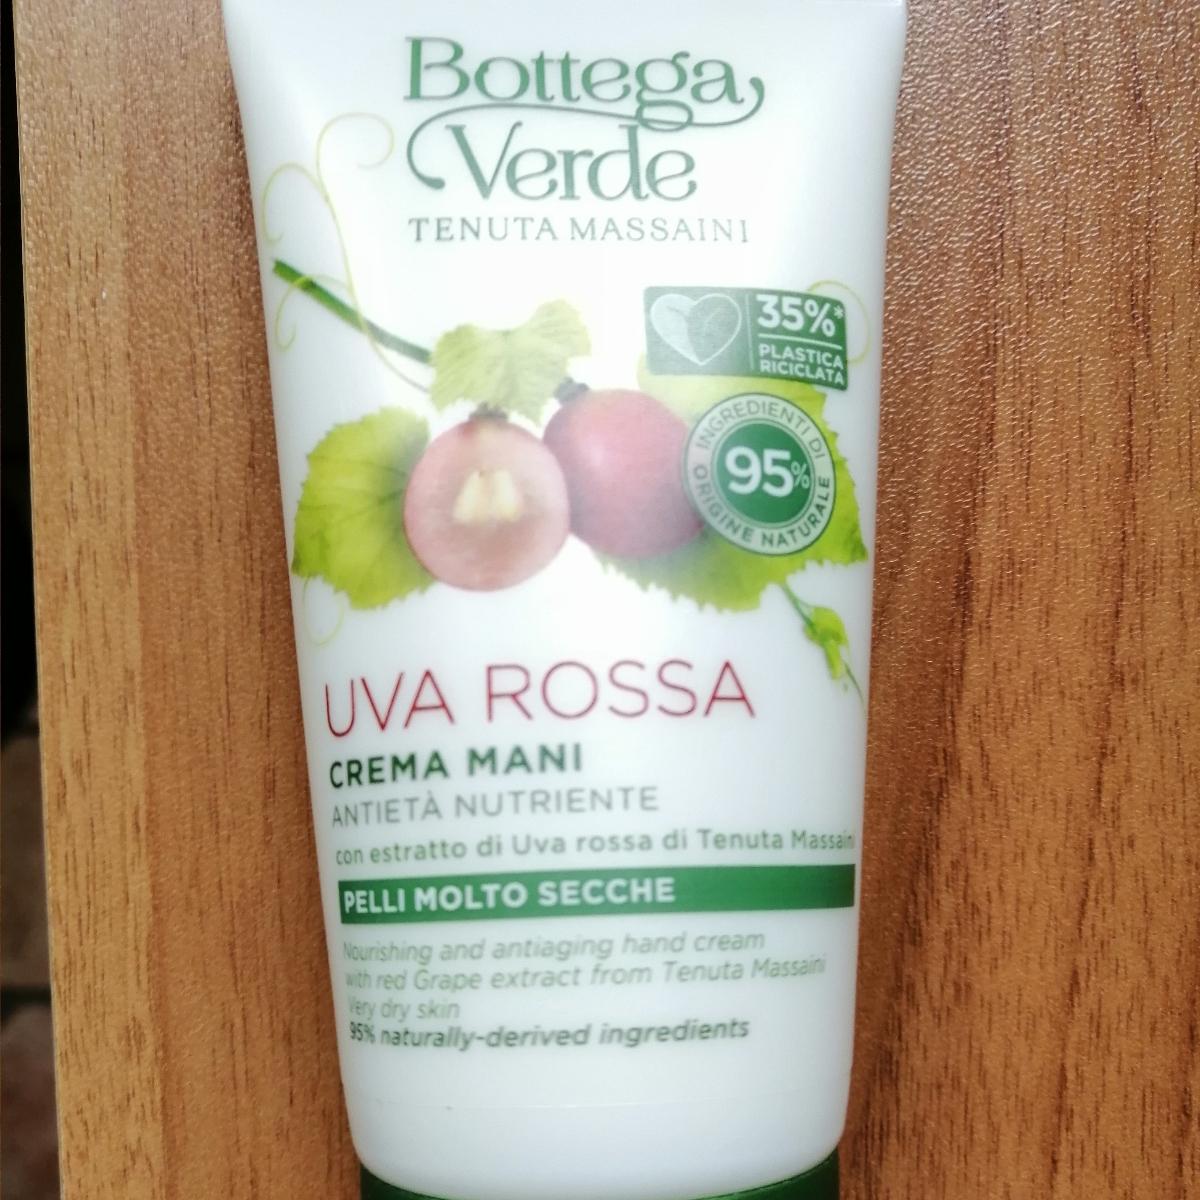 Bottega
Verde
TENUTA MASSAINI
35%*
PLASTICA
RICICLATA
INGREDIENTI DI
95%
ORIGINE NATURALE
UVA ROSSA
CREMA MANI
ANTIETÀ NUTRIENTE
con estratto di Uva rossa di Tenuta Massaini
PELLI MOLTO SECCHE
Nourishing and antiaging hand cream
with red Grape extract from Tenuta Massaini
Very dry skin
95% naturally-derived ingredients